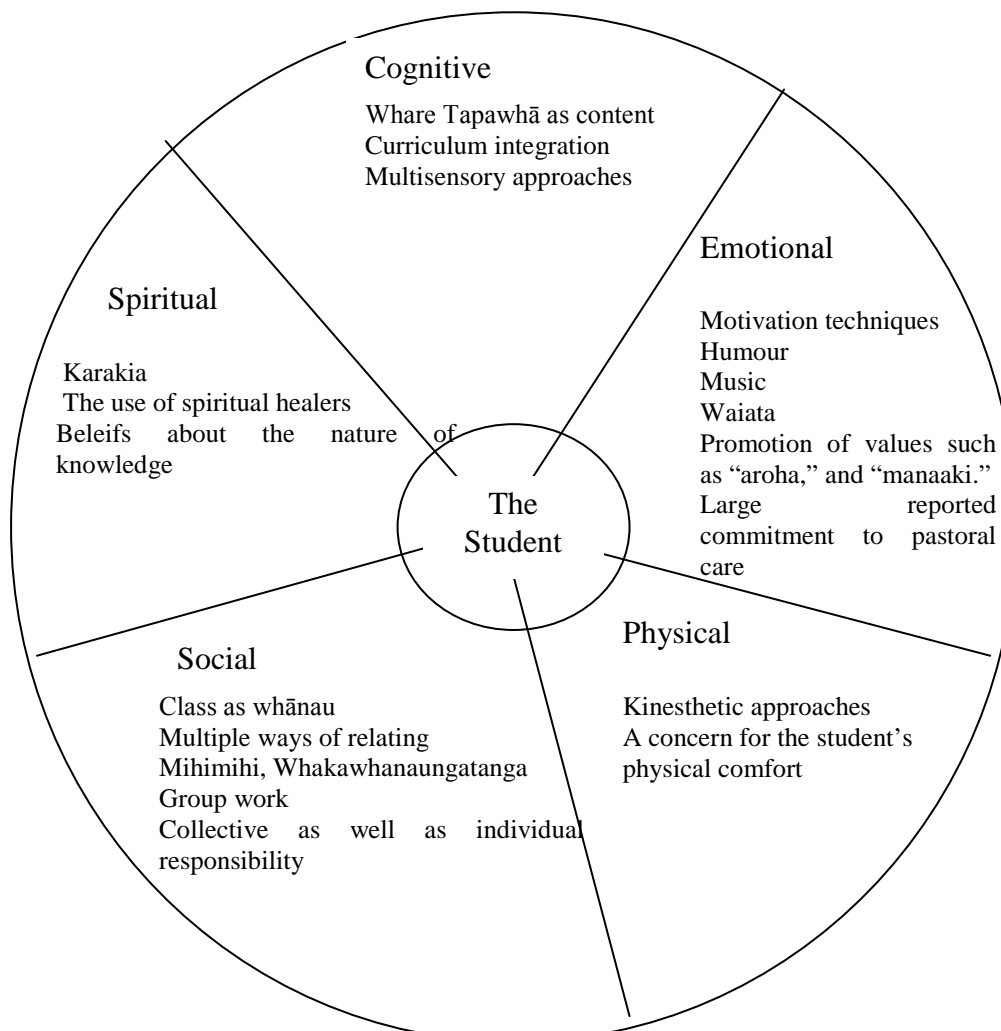 Cognitive
Whare Tapawhā as content
Curriculum integration
Multisensory approaches
Emotional
Motivation techniques
Humour
Music
Waiata
Promotion of values such
as “aroha,” and “manaaki.”
Large reported
commitment to pastoral
care
Physical
Kinesthetic approaches
A concern for the student’s
physical comfort
Social
Class as whānau
Multiple ways of relating
Mihimihi, Whakawhanaungatanga
Group work
Collective as well as individual
responsibility
Spiritual
Karakia
The use of spiritual healers
Beleifs about the nature of
knowledge
The
Student